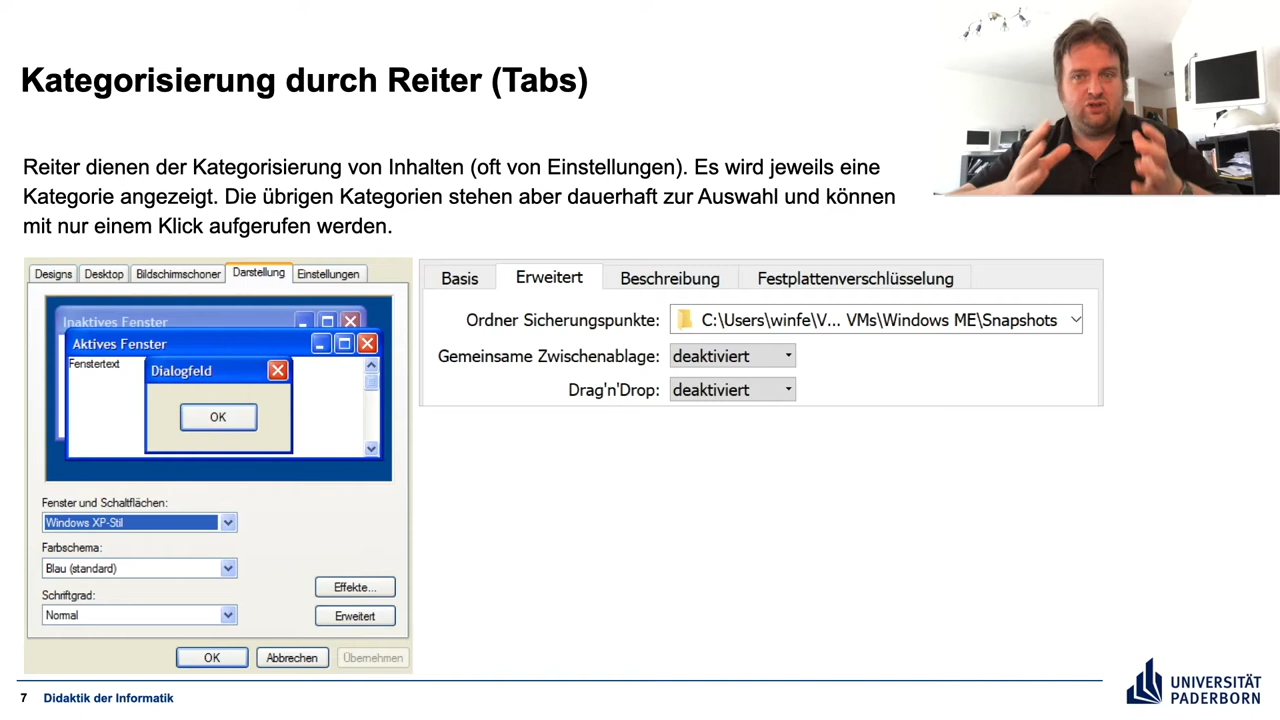 Kategorisierung durch Reiter (Tabs)
Reiter dienen der Kategorisierung von Inhalten (oft von Einstellungen). Es wird jeweils eine
Kategorie angezeigt. Die übrigen Kategorien stehen aber dauerhaft zur Auswahl und können
mit nur einem Klick aufgerufen werden.
Designs Desktop Bildschirmschoner Darstellung Einstellungen
Inaktives Fenster
Aktives Fenster
Fenstertext
Dialogfeld
OK
Fenster und Schaltflächen:
Windows XP-Stil
Farbschema:
Blau (standard)
Effekte...
Schriftgrad:
Normal
Erweitert
OK Abbrechen Übernehmen
Basis Erweitert Beschreibung Festplattenverschlüsselung
Ordner Sicherungspunkte: C:\Users\winfe\V... VMs\Windows ME\Snapshots
Gemeinsame Zwischenablage: deaktiviert
Drag'n'Drop: deaktiviert
7 Didaktik der Informatik
UNIVERSITÄT
PADERBORN